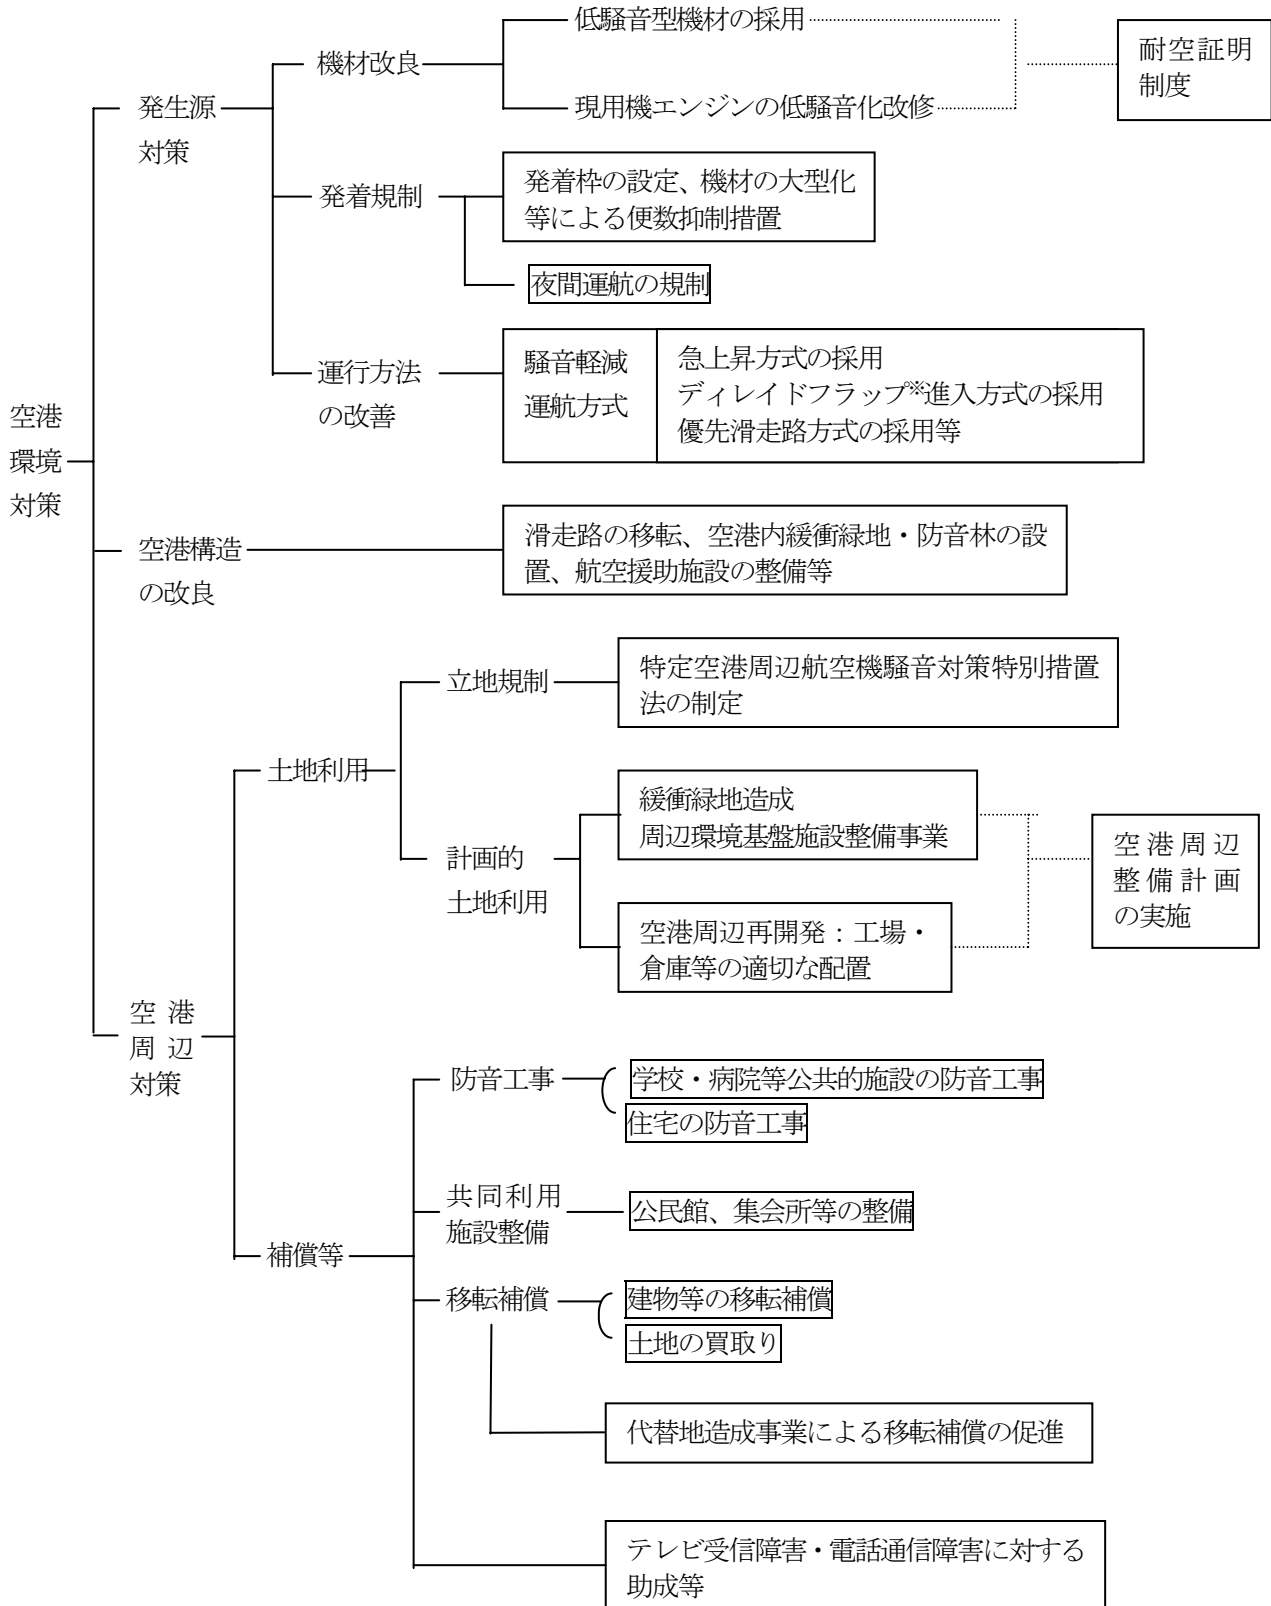 低騒音型機材の採用
機材改良
耐空証明
制度
発生源
対策
現用機エンジンの低騒音化改修
発着規制
発着枠の設定、機材の大型化
等による便数抑制措置
夜間運航の規制
運行方法
の改善
騒音軽減
運航方式
急上昇方式の採用
ディレイドフラップ※進入方式の採用
優先滑走路方式の採用等
空港
環境
対策
空港構造
の改良
滑走路の移転、空港内緩衝緑地・防音林の設
置、航空援助施設の整備等
立地規制
特定空港周辺航空機騒音対策特別措置
法の制定
土地利用
緩衝緑地造成
周辺環境基盤施設整備事業
計画的
土地利用
空港周辺
整備計画
の実施
空港周辺再開発：工場・
倉庫等の適切な配置
空港
周辺
対策
防音工事
学校・病院等公共的施設の防音工事
住宅の防音工事
共同利用
施設整備
公民館、集会所等の整備
補償等
移転補償
建物等の移転補償
土地の買取り
代替地造成事業による移転補償の促進
テレビ受信障害・電話通信障害に対する
助成等